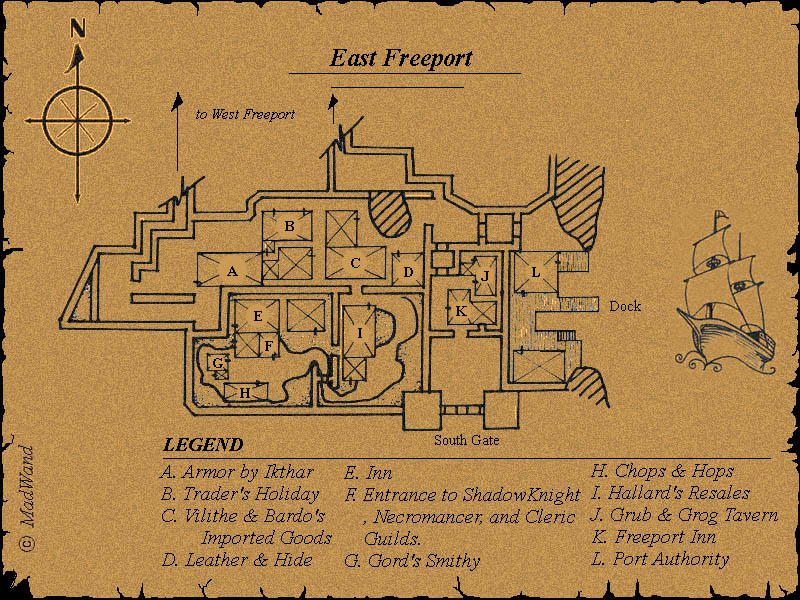 N
East Freeport
to West Freeport
B
A
C
D
J
L
E
K
Dock
I
F
G
H
South Gate
LEGEND
A. Armor by Ikthar
B. Trader's Holiday
C. Vilithe & Bardo's
Imported Goods
D. Leather & Hide
E. Inn
F. Entrance to ShadowKnight
, Necromancer, and Cleric
Guilds.
G. Gord's Smithy
H. Chops & Hops
I. Hallard's Resales
J. Grub & Grog Tavern
K. Freeport Inn
L. Port Authority
© MadWand